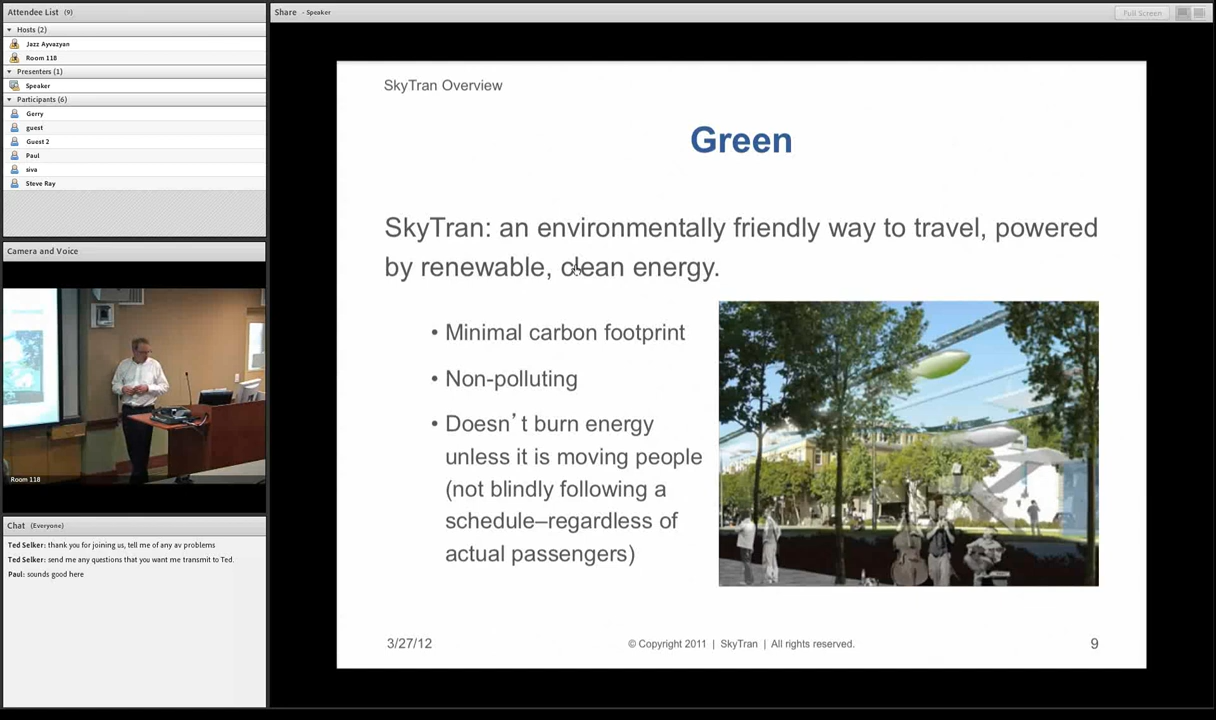 Attendee List (9)
Hosts (2)
Jazz Ayvazyan
Room 118
Presenters (1)
Speaker
Participants (6)
Gerry
guest
Guest 2
Paul
siva
Steve Ray
Camera and Voice
Room 118
Chat (Everyone)
Ted Selker: thank you for joining us, tell me of any av problems
Ted Selker: send me any questions that you want me transmit to Ted.
Paul: sounds good here
Share - Speaker
Full Screen
SkyTran Overview
Green
SkyTran: an environmentally friendly way to travel, powered
by renewable, clean energy.
• Minimal carbon footprint
• Non-polluting
• Doesn’t burn energy
unless it is moving people
(not blindly following a
schedule–regardless of
actual passengers)
3/27/12
© Copyright 2011 | SkyTran | All rights reserved.
9